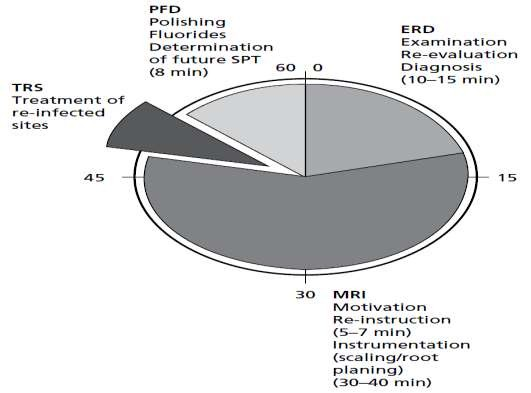 PFD
Polishing
Fluorides
Determination
of future SPT
(8 min)
60
0
ERD
Examination
Re-evaluation
Diagnosis
(10–15 min)
TRS
Treatment of
re-infected
sites
45
15
30
MRI
Motivation
Re-instruction
(5–7 min)
Instrumentation
(scaling/root
planing)
(30–40 min)